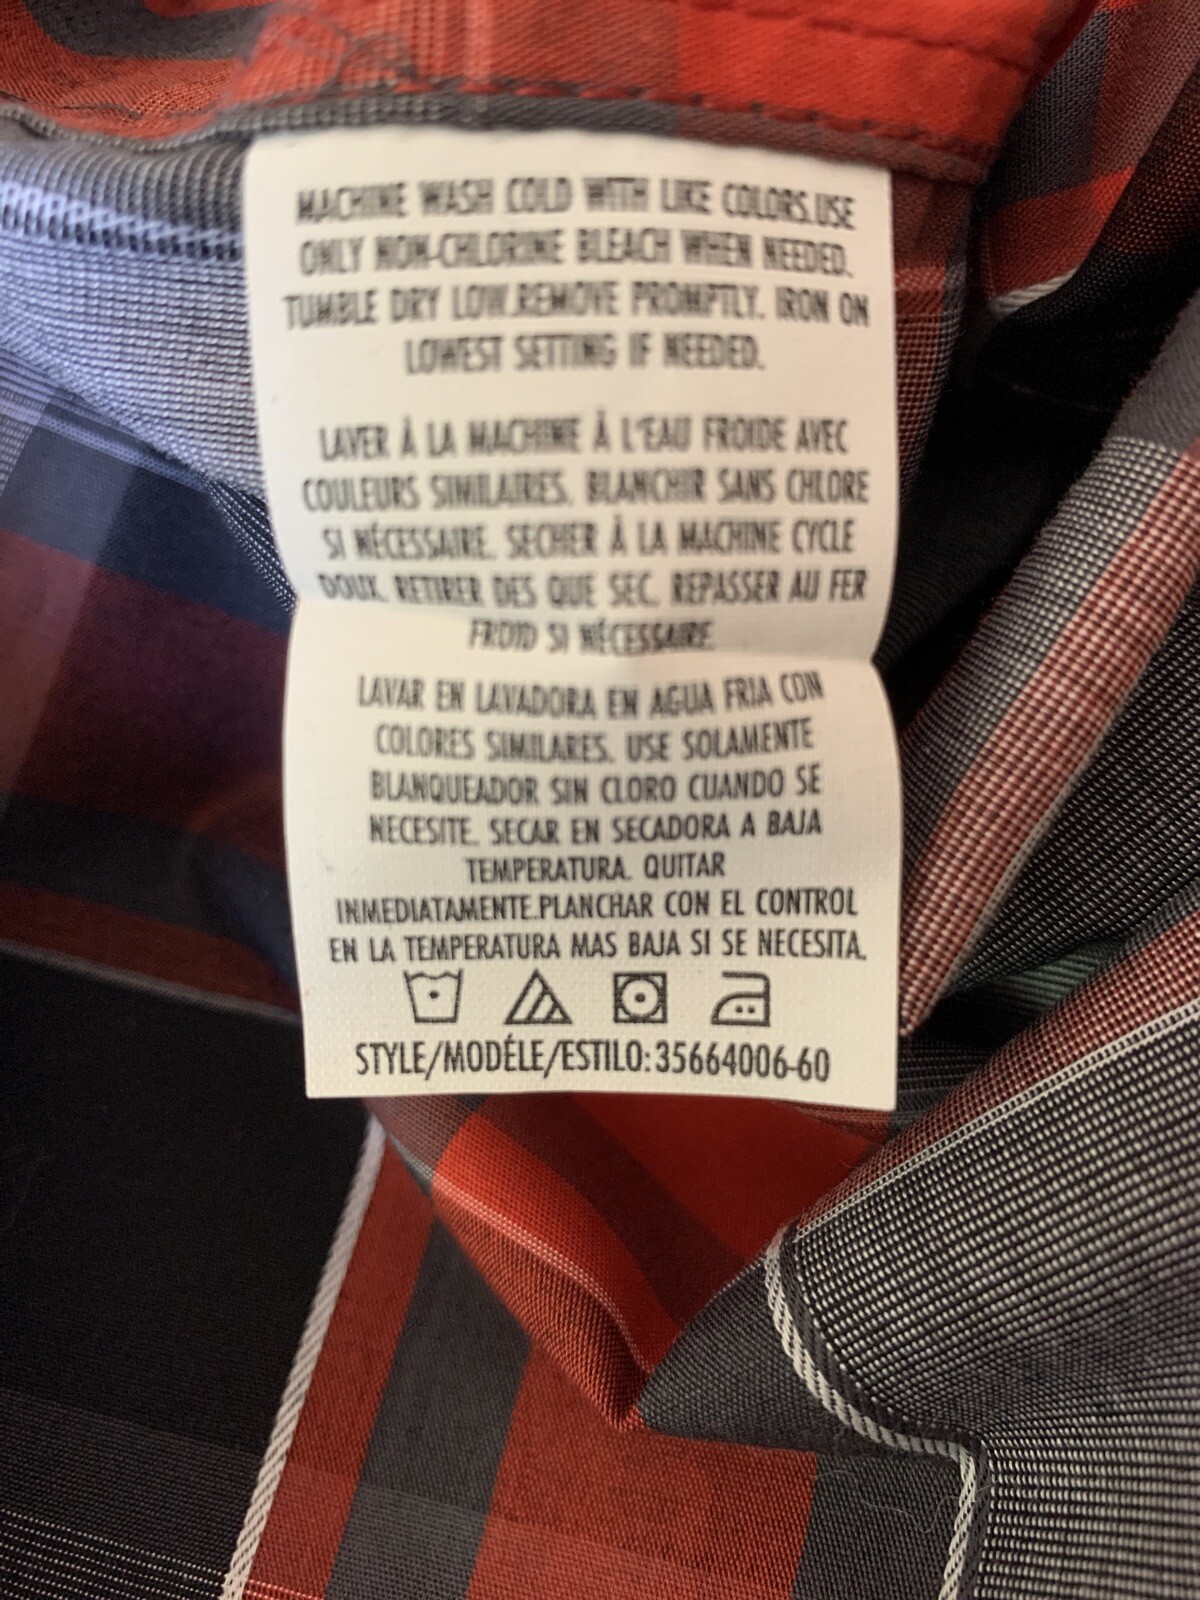 MACHINE WASH COLD WITH LIKE COLORS.USE
ONLY NON-CHLORINE BLEACH WHEN NEEDED.
TUMBLE DRY LOW.REMOVE PROMPTLY. IRON ON
LOWEST SETTING IF NEEDED.
LAVER À LA MACHINE À L'EAU FROIDE AVEC
COULEURS SIMILAIRES. BLANCHIR SANS CHLORE
SI NÉCESSAIRE. SECHER À LA MACHINE CYCLE
DOUX. RETIRER DES QUE SEC. REPASSER AU FER
FROID SI NÉCESSAIRE.
LAVAR EN LAVADORA EN AGUA FRIA CON
COLORES SIMILARES. USE SOLAMENTE
BLANQUEADOR SIN CLORO CUANDO SE
NECESITE. SECAR EN SECADORA A BAJA
TEMPERATURA. QUITAR
INMEDIATAMENTE.PLANCHAR CON EL CONTROL
EN LA TEMPERATURA MAS BAJA SI SE NECESITA.
STYLE/MODÉLE/ESTILO:35664006-60